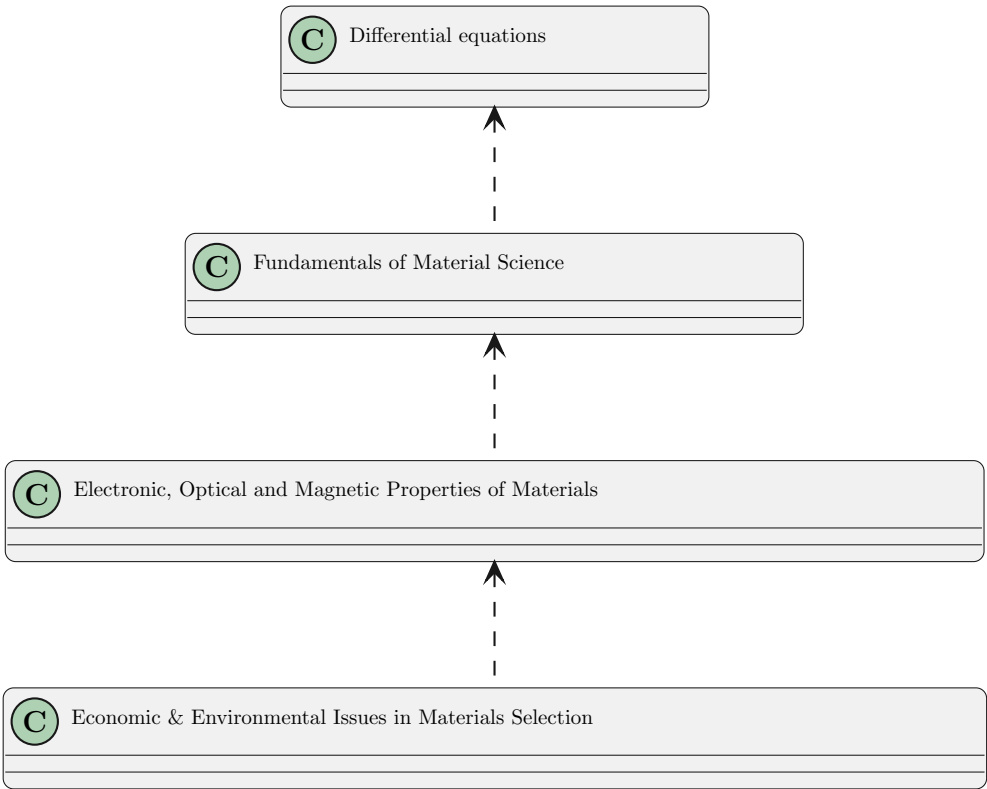 C Differential equations
C Fundamentals of Material Science
C Electronic, Optical and Magnetic Properties of Materials
C Economic & Environmental Issues in Materials Selection